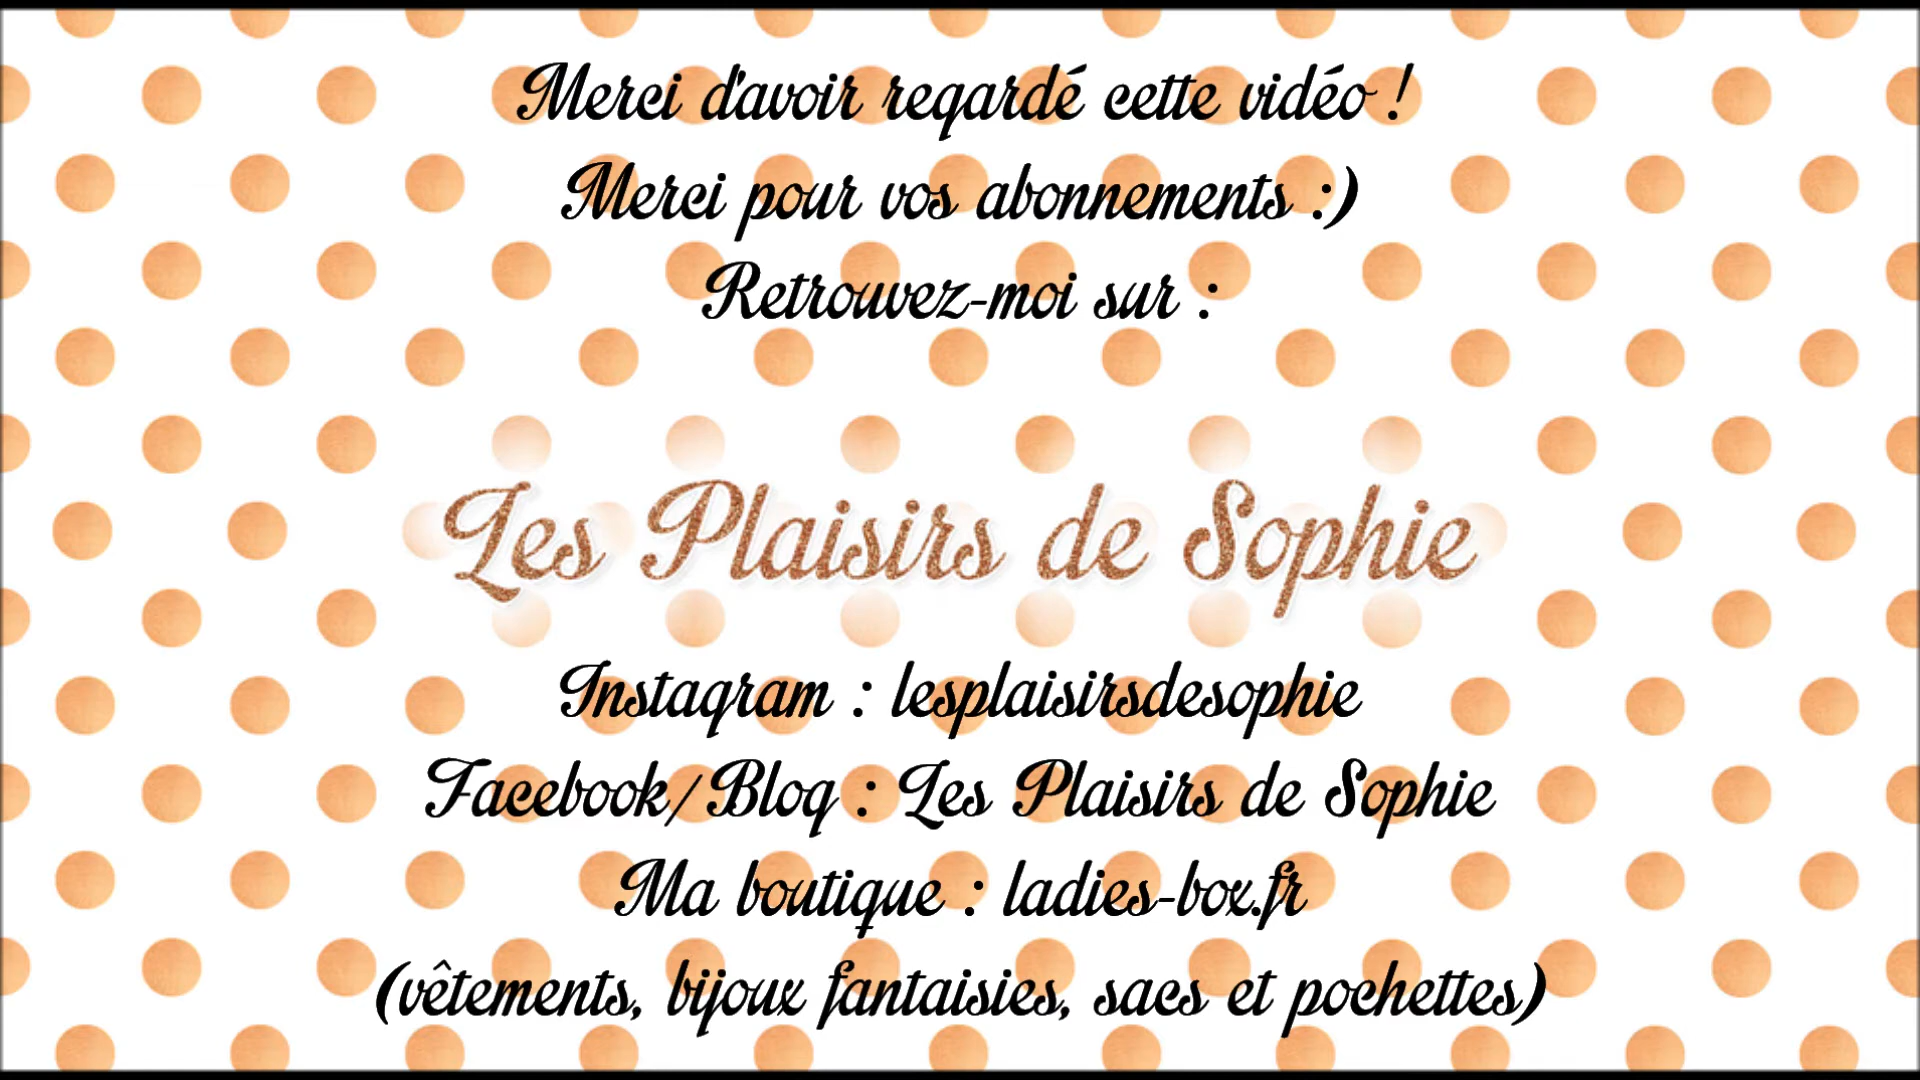 Merci d'avoir regardé cette vidéo !
Merci pour vos abonnements :)
Retrouvez-moi sur :
Les Plaisirs de Sophie
Instagram : lesplaisirsdesophie
Facebook/Blog : Les Plaisirs de Sophie
Ma boutique : ladies-box.fr
(vêtements, bijoux fantaisies, sacs et pochettes)